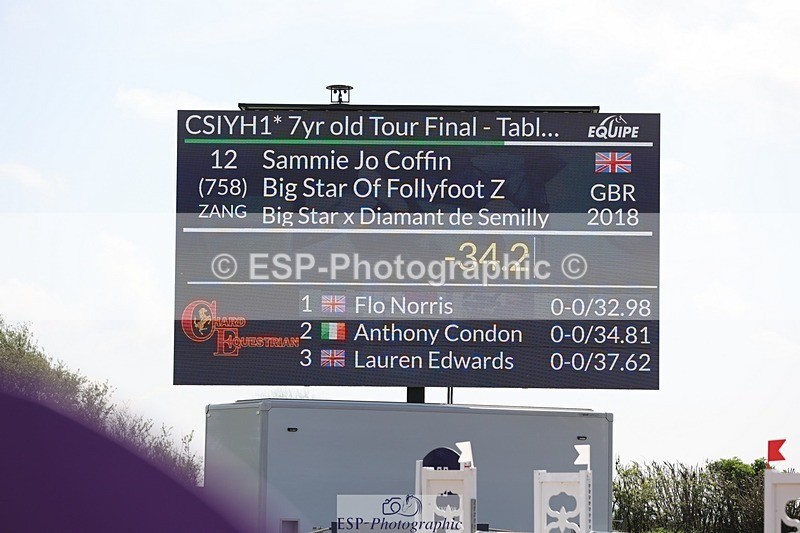 CSIYH1* 7yr old Tour Final - Tabl...
EQUIPE
12 Sammie Jo Coffin
(758) Big Star Of Follyfoot Z GBR
ZANG Big Star x Diamant de Semilly 2018
-34.2
© ESP-Photographic ©
1 Flo Norris 0-0/32.98
CHARD EQUESTRIAN
2 Anthony Condon 0-0/34.81
3 Lauren Edwards 0-0/37.62
ESP-Photographic